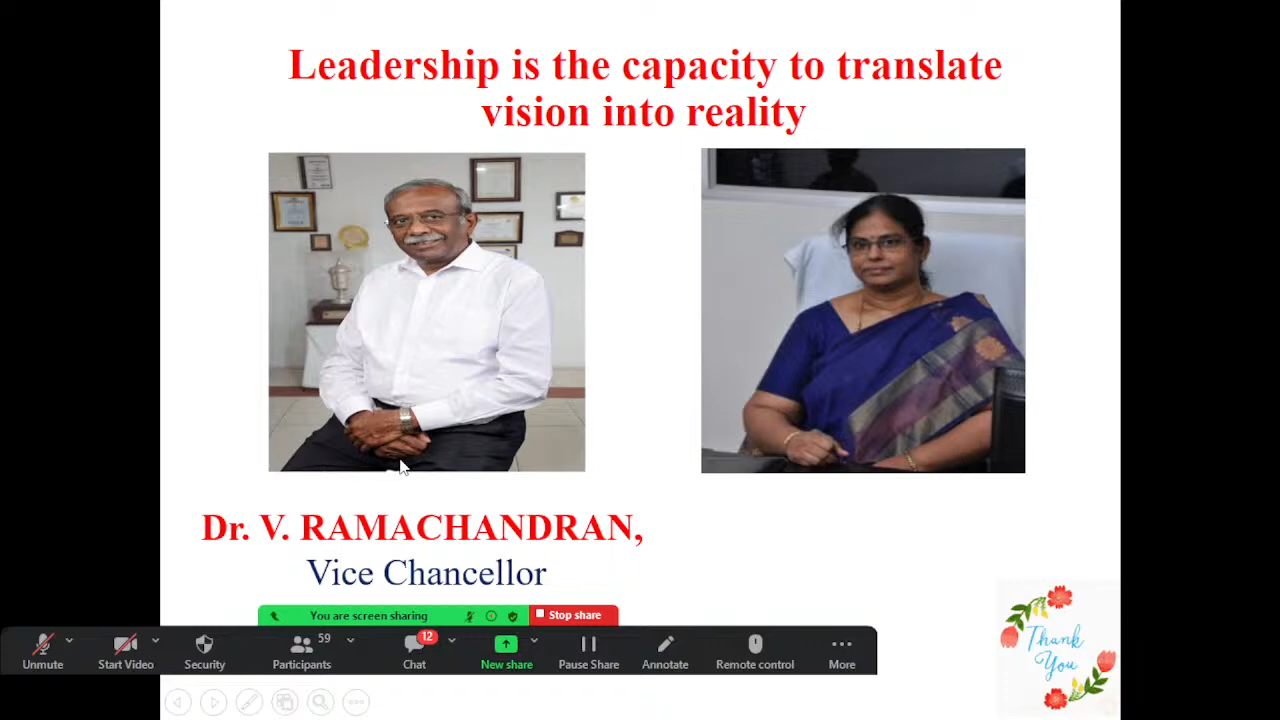 Leadership is the capacity to translate
vision into reality
Dr. V. RAMACHANDRAN,
Vice Chancellor
You are screen sharing
Stop share
59
12
Unmute
Start Video
Security
Participants
Chat
New share
Pause Share
Annotate
Remote control
More
Thank
You